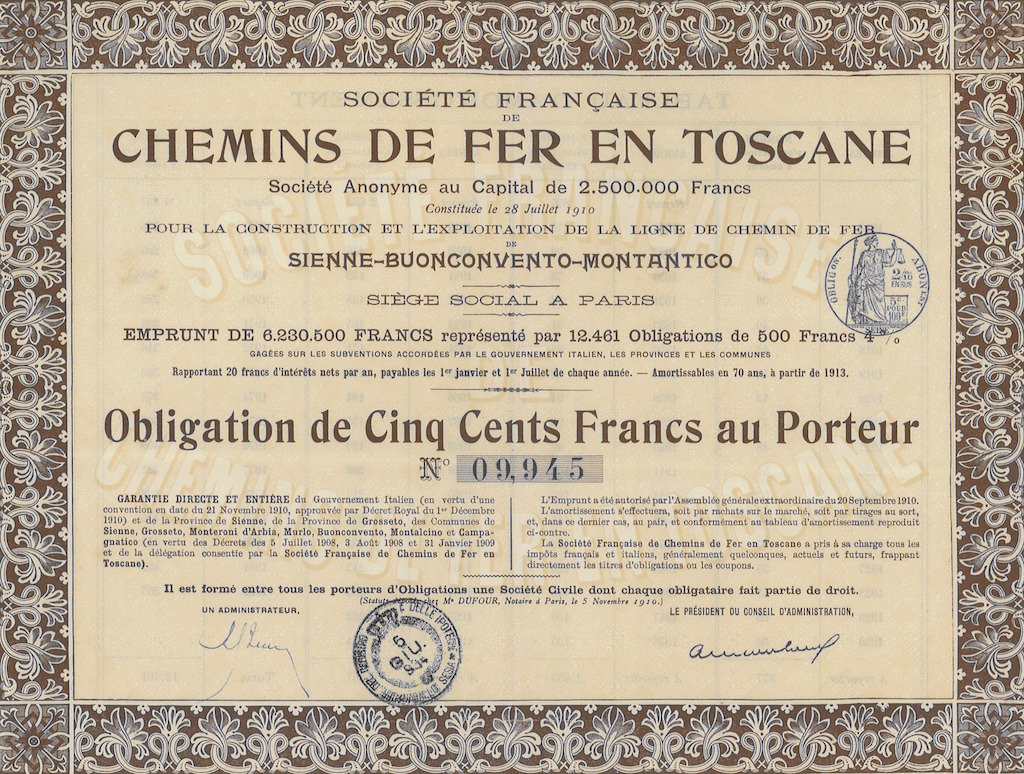 SOCIÉTÉ FRANÇAISE
DE
CHEMINS DE FER EN TOSCANE
Société Anonyme au Capital de 2.500.000 Francs
Constituée le 28 Juillet 1910
POUR LA CONSTRUCTION ET L'EXPLOITATION DE LA LIGNE DE CHEMIN DE FER
DE
SIENNE-BUONCONVENTO-MONTANTICO
SIÈGE SOCIAL A PARIS
OBLIGON.
ABONEMT
2/10
EN SUS
5c
POUR
100f
SEINE
EMPRUNT DE 6.230.500 FRANCS représenté par 12.461 Obligations de 500 Francs 4 %
GAGÉES SUR LES SUBVENTIONS ACCORDÉES PAR LE GOUVERNEMENT ITALIEN, LES PROVINCES ET LES COMMUNES
Rapportant 20 francs d'intérêts nets par an, payables les 1er janvier et 1er Juillet de chaque année. — Amortissables en 70 ans, à partir de 1913.
Obligation de Cinq Cents Francs au Porteur
No 09,945
GARANTIE DIRECTE ET ENTIÈRE du Gouvernement Italien (en vertu d'une
convention en date du 21 Novembre 1910, approuvée par Décret Royal du 1er Décembre
1910) et de la Province de Sienne, de la Province de Grosseto, des Communes de
Sienne, Grosseto, Monteroni d'Arbia, Murlo, Buonconvento, Montalcino et Campa-
gnatico (en vertu des Décrets des 5 Juillet 1908, 3 Août 1908 et 31 Janvier 1909
et de la délégation consentie par la Société Française de Chemins de Fer en
Toscane).
L'Emprunt a été autorisé par l'Assemblée générale extraordinaire du 20 Septembre 1910.
L'amortissement s'effectuera, soit par rachats sur le marché, soit par tirages au sort,
et, dans ce dernier cas, au pair, et conformément au tableau d'amortissement reproduit
ci-contre.
La Société Française de Chemins de Fer en Toscane a pris à sa charge tous les
impôts français et italiens, généralement quelconques, actuels et futurs, frappant
directement les titres d'obligations ou les coupons.
Il est formé entre tous les porteurs d'Obligations une Société Civile dont chaque obligataire fait partie de droit.
(Statuts déposés chez Me DUFOUR, Notaire à Paris, le 5 Novembre 1910.)
UN ADMINISTRATEUR,
LE PRÉSIDENT DU CONSEIL D'ADMINISTRATION,